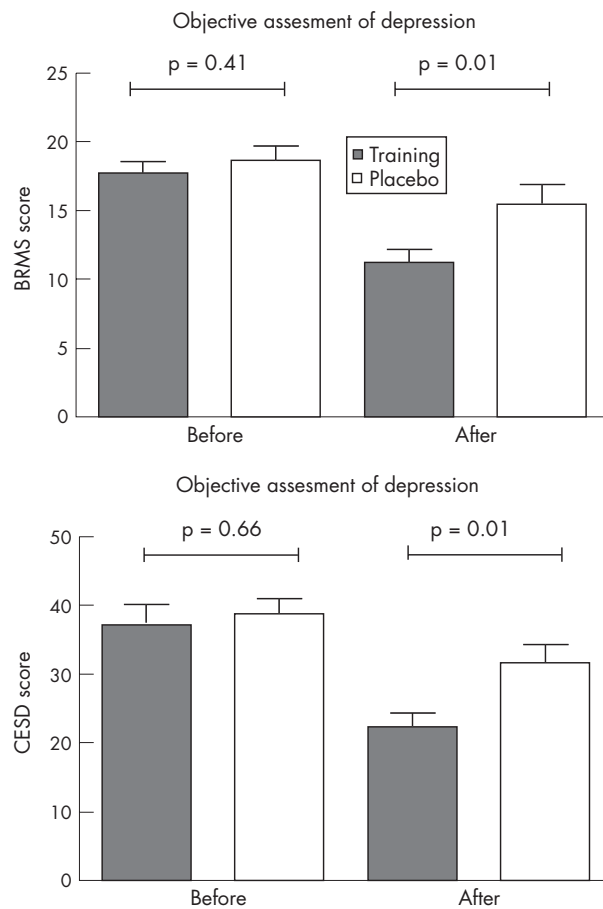 Objective assesment of depression
p = 0.41
p = 0.01
25
20
15
10
5
0
BRMS score
Training
Placebo
Before
After
Objective assesment of depression
p = 0.66
p = 0.01
50
40
30
20
10
0
CESD score
Before
After